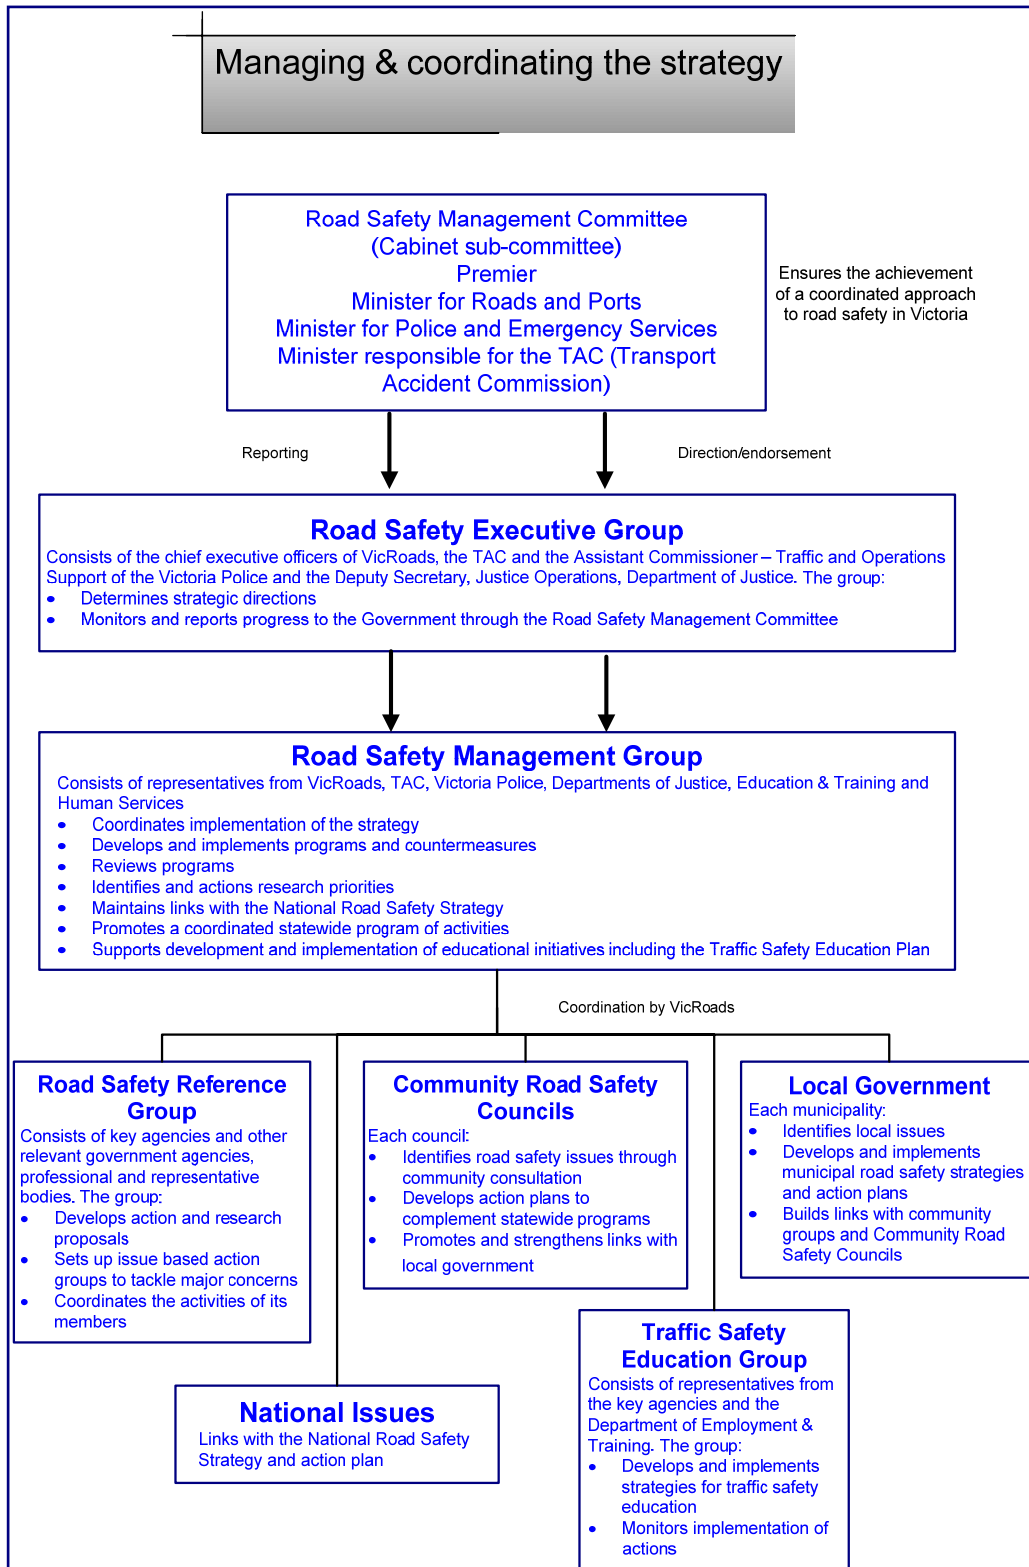 Managing & coordinating the strategy
Road Safety Management Committee
(Cabinet sub-committee)
Premier
Minister for Roads and Ports
Minister for Police and Emergency Services
Minister responsible for the TAC (Transport
Accident Commission)
Ensures the achievement
of a coordinated approach
to road safety in Victoria
Reporting
Direction/endorsement
Road Safety Executive Group
Consists of the chief executive officers of VicRoads, the TAC and the Assistant Commissioner – Traffic and Operations
Support of the Victoria Police and the Deputy Secretary, Justice Operations, Department of Justice. The group:
• Determines strategic directions
• Monitors and reports progress to the Government through the Road Safety Management Committee
Road Safety Management Group
Consists of representatives from VicRoads, TAC, Victoria Police, Departments of Justice, Education & Training and
Human Services
• Coordinates implementation of the strategy
• Develops and implements programs and countermeasures
• Reviews programs
• Identifies and actions research priorities
• Maintains links with the National Road Safety Strategy
• Promotes a coordinated statewide program of activities
• Supports development and implementation of educational initiatives including the Traffic Safety Education Plan
Coordination by VicRoads
Road Safety Reference
Group
Consists of key agencies and other
relevant government agencies,
professional and representative
bodies. The group:
• Develops action and research
proposals
• Sets up issue based action
groups to tackle major concerns
• Coordinates the activities of its
members
Community Road Safety
Councils
Each council:
• Identifies road safety issues through
community consultation
• Develops action plans to
complement statewide programs
• Promotes and strengthens links with
local government
Local Government
Each municipality:
• Identifies local issues
• Develops and implements
municipal road safety strategies
and action plans
• Builds links with community
groups and Community Road
Safety Councils
National Issues
Links with the National Road Safety
Strategy and action plan
Traffic Safety
Education Group
Consists of representatives from
the key agencies and the
Department of Employment &
Training. The group:
• Develops and implements
strategies for traffic safety
education
• Monitors implementation of
actions